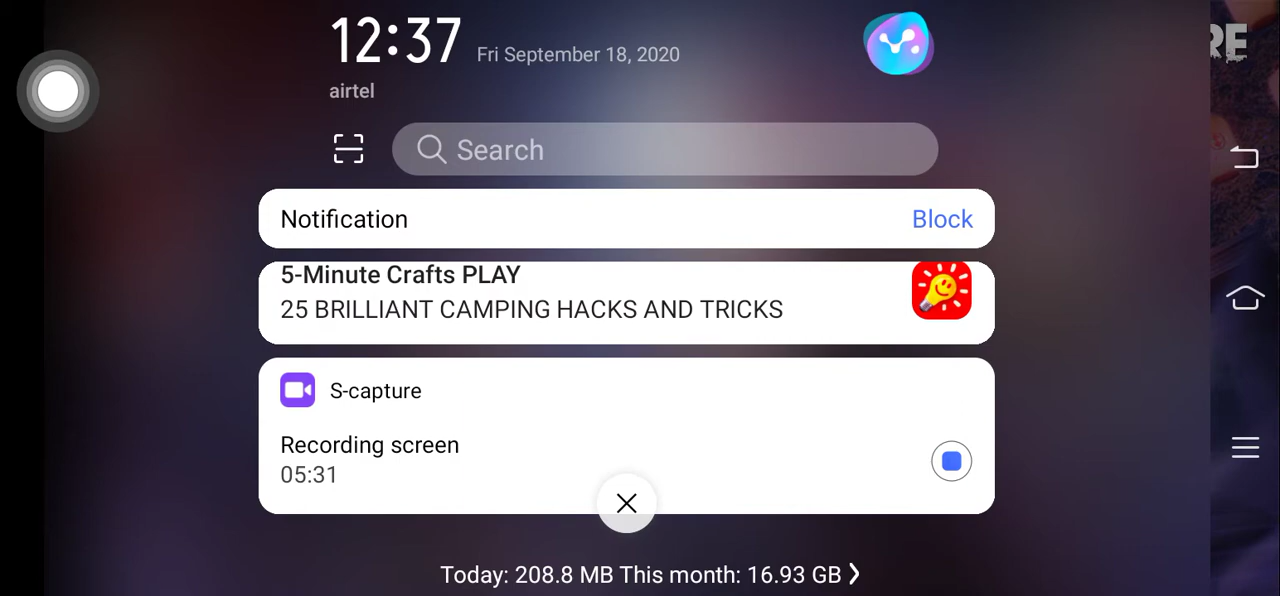 12:37 Fri September 18, 2020
airtel
Search
Notification Block
5-Minute Crafts PLAY
25 BRILLIANT CAMPING HACKS AND TRICKS
S-capture
Recording screen
05:31
Today: 208.8 MB This month: 16.93 GB
RE